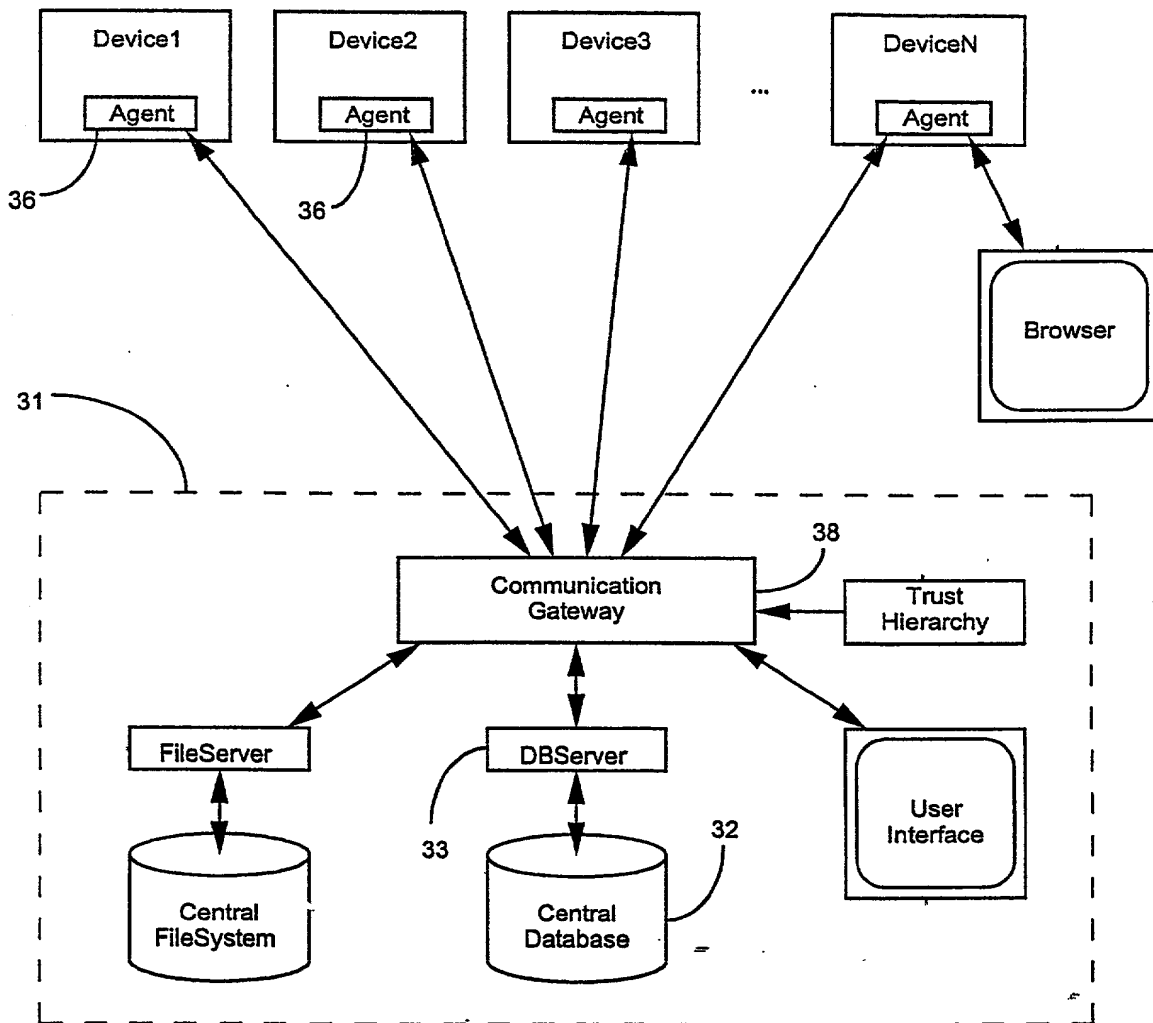 Device1
Device2
Device3
DeviceN
...
Agent
Agent
Agent
Agent
36
36
Browser
31
38
Communication
Gateway
Trust
Hierarchy
FileServer
DBServer
33
32
User
Interface
Central
FileSystem
Central
Database